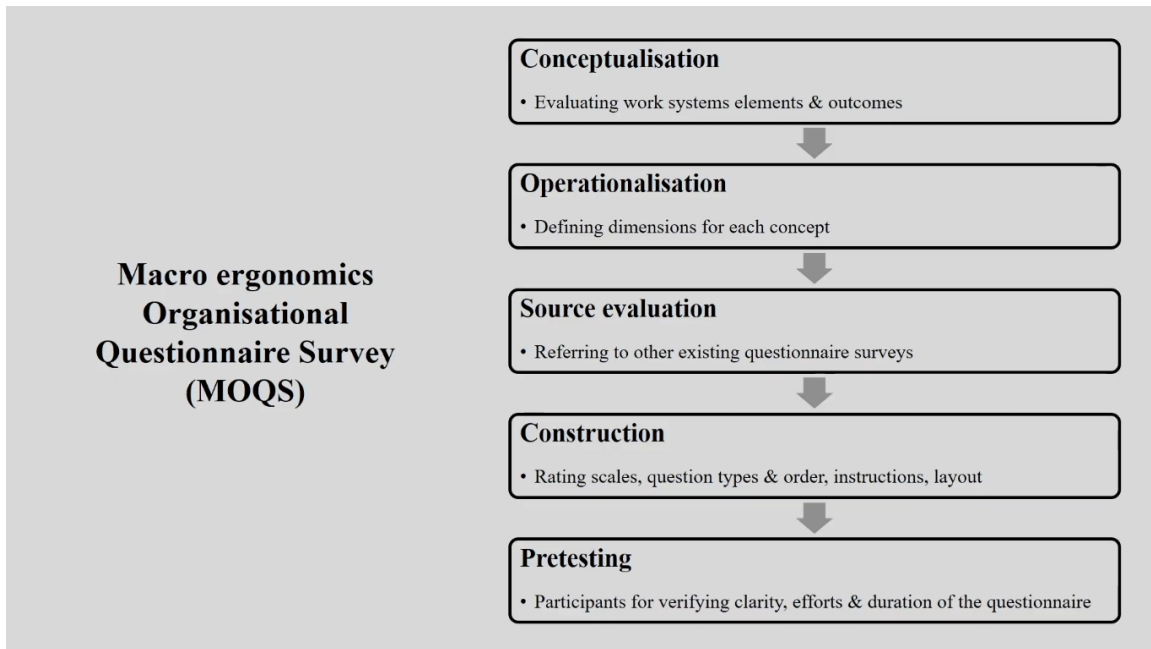 Macro ergonomics
Organisational
Questionnaire Survey
(MOQS)
Conceptualisation
• Evaluating work systems elements & outcomes
Operationalisation
• Defining dimensions for each concept
Source evaluation
• Referring to other existing questionnaire surveys
Construction
• Rating scales, question types & order, instructions, layout
Pretesting
• Participants for verifying clarity, efforts & duration of the questionnaire